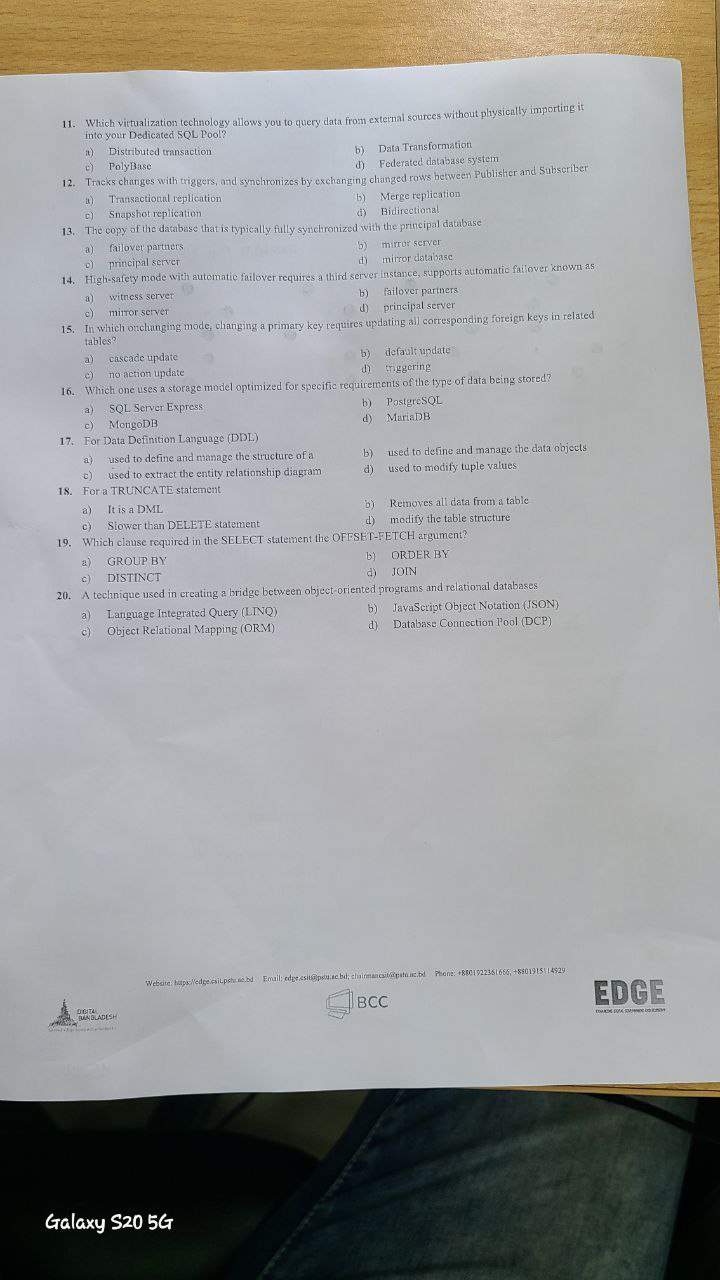 11. Which virtualization technology allows you to query data from external sources without physically importing it
into your Dedicated SQL Pool?
a) Distributed transaction b) Data Transformation
c) PolyBase d) Federated database system
12. Tracks changes with triggers, and synchronizes by exchanging changed rows between Publisher and Subscriber
a) Transactional replication b) Merge replication
c) Snapshot replication d) Bidirectional
13. The copy of the database that is typically fully synchronized with the principal database
a) failover partners b) mirror server
c) principal server d) mirror database
14. High-safety mode with automatic failover requires a third server instance, supports automatic failover known as
a) witness server b) failover partners
c) mirror server d) principal server
15. In which onchanging mode, changing a primary key requires updating all corresponding foreign keys in related
tables?
a) cascade update b) default update
c) no action update d) triggering
16. Which one uses a storage model optimized for specific requirements of the type of data being stored?
a) SQL Server Express b) PostgreSQL
c) MongoDB d) MariaDB
17. For Data Definition Language (DDL)
a) used to define and manage the structure of a b) used to define and manage the data objects
c) used to extract the entity relationship diagram d) used to modify tuple values
18. For a TRUNCATE statement
a) It is a DML b) Removes all data from a table
c) Slower than DELETE statement d) modify the table structure
19. Which clause required in the SELECT statement the OFFSET-FETCH argument?
a) GROUP BY b) ORDER BY
c) DISTINCT d) JOIN
20. A technique used in creating a bridge between object-oriented programs and relational databases
a) Language Integrated Query (LINQ) b) JavaScript Object Notation (JSON)
c) Object Relational Mapping (ORM) d) Database Connection Pool (DCP)
Website: https://edge.csit.pstu.ac.bd Email: edge.csit@pstu.ac.bd; chairmancsit@pstu.ac.bd Phone: +8801922361666, +8801915114929
DIGITAL
BANGLADESH
BCC
EDGE
Galaxy S20 5G